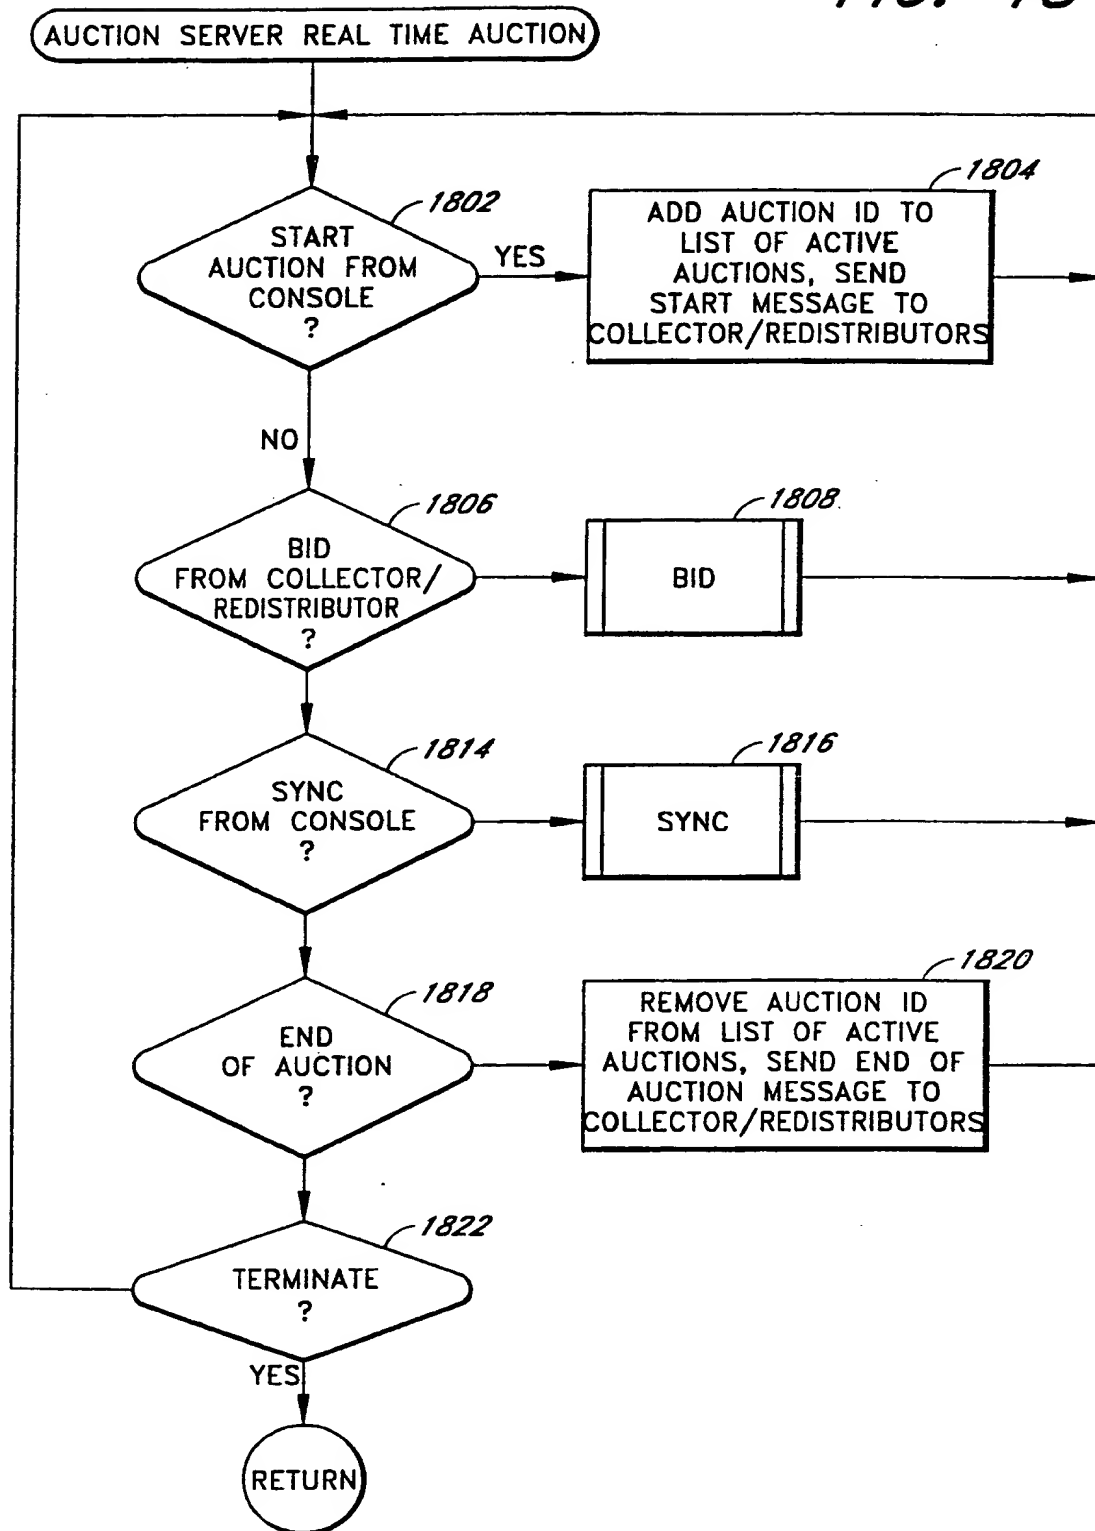 AUCTION SERVER REAL TIME AUCTION
1802
START
AUCTION FROM
CONSOLE
?
YES
1804
ADD AUCTION ID TO
LIST OF ACTIVE
AUCTIONS, SEND
START MESSAGE TO
COLLECTOR/REDISTRIBUTORS
NO
1806
BID
FROM COLLECTOR/
REDISTRIBUTOR
?
1808
BID
1814
SYNC
FROM CONSOLE
?
1816
SYNC
1818
END
OF AUCTION
?
1820
REMOVE AUCTION ID
FROM LIST OF ACTIVE
AUCTIONS, SEND END OF
AUCTION MESSAGE TO
COLLECTOR/REDISTRIBUTORS
1822
TERMINATE
?
YES
RETURN